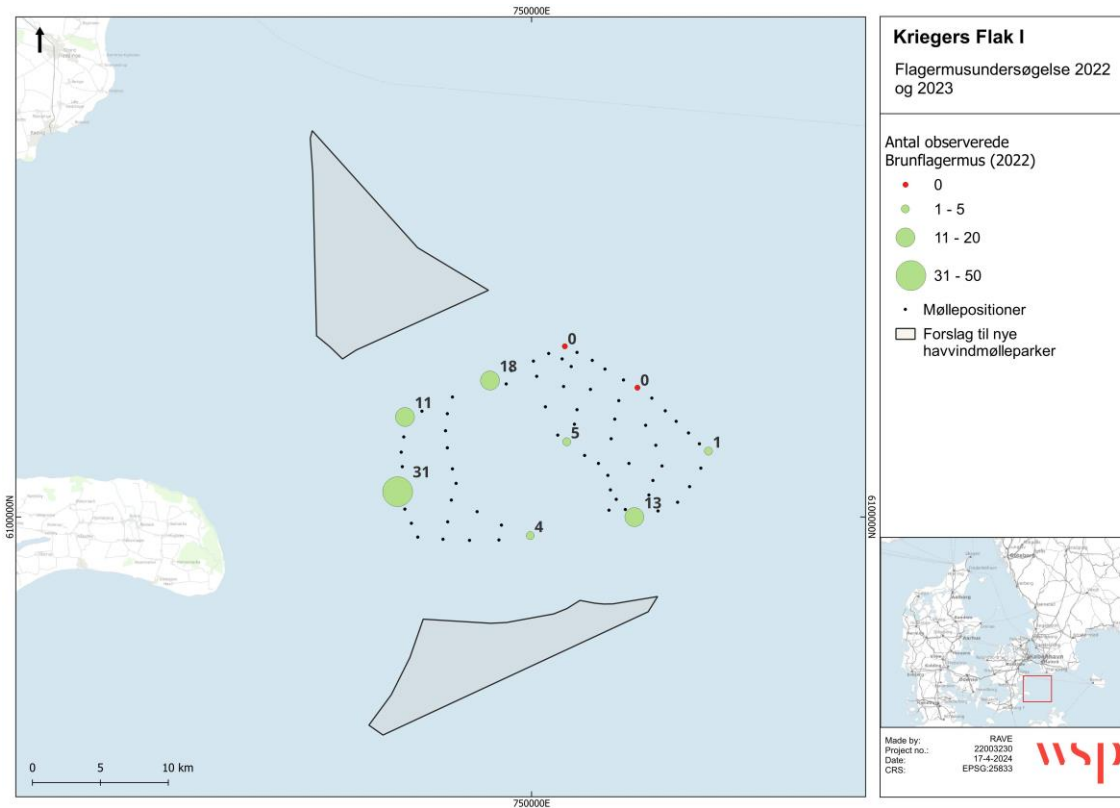 750000E
Kriegers Flak I
Flagermusundersøgelse 2022
og 2023
Antal observerede
Brunflagermus (2022)
0
1 - 5
11 - 20
31 - 50
Møllepositioner
Forslag til nye
havvindmølleparker
0
18
0
11
5
1
31
13
4
6100000N
6100000N
0 5 10 km
750000E
Made by: RAVE
Project no.: 22003230
Date: 17-4-2024
CRS: EPSG:25833
wsp